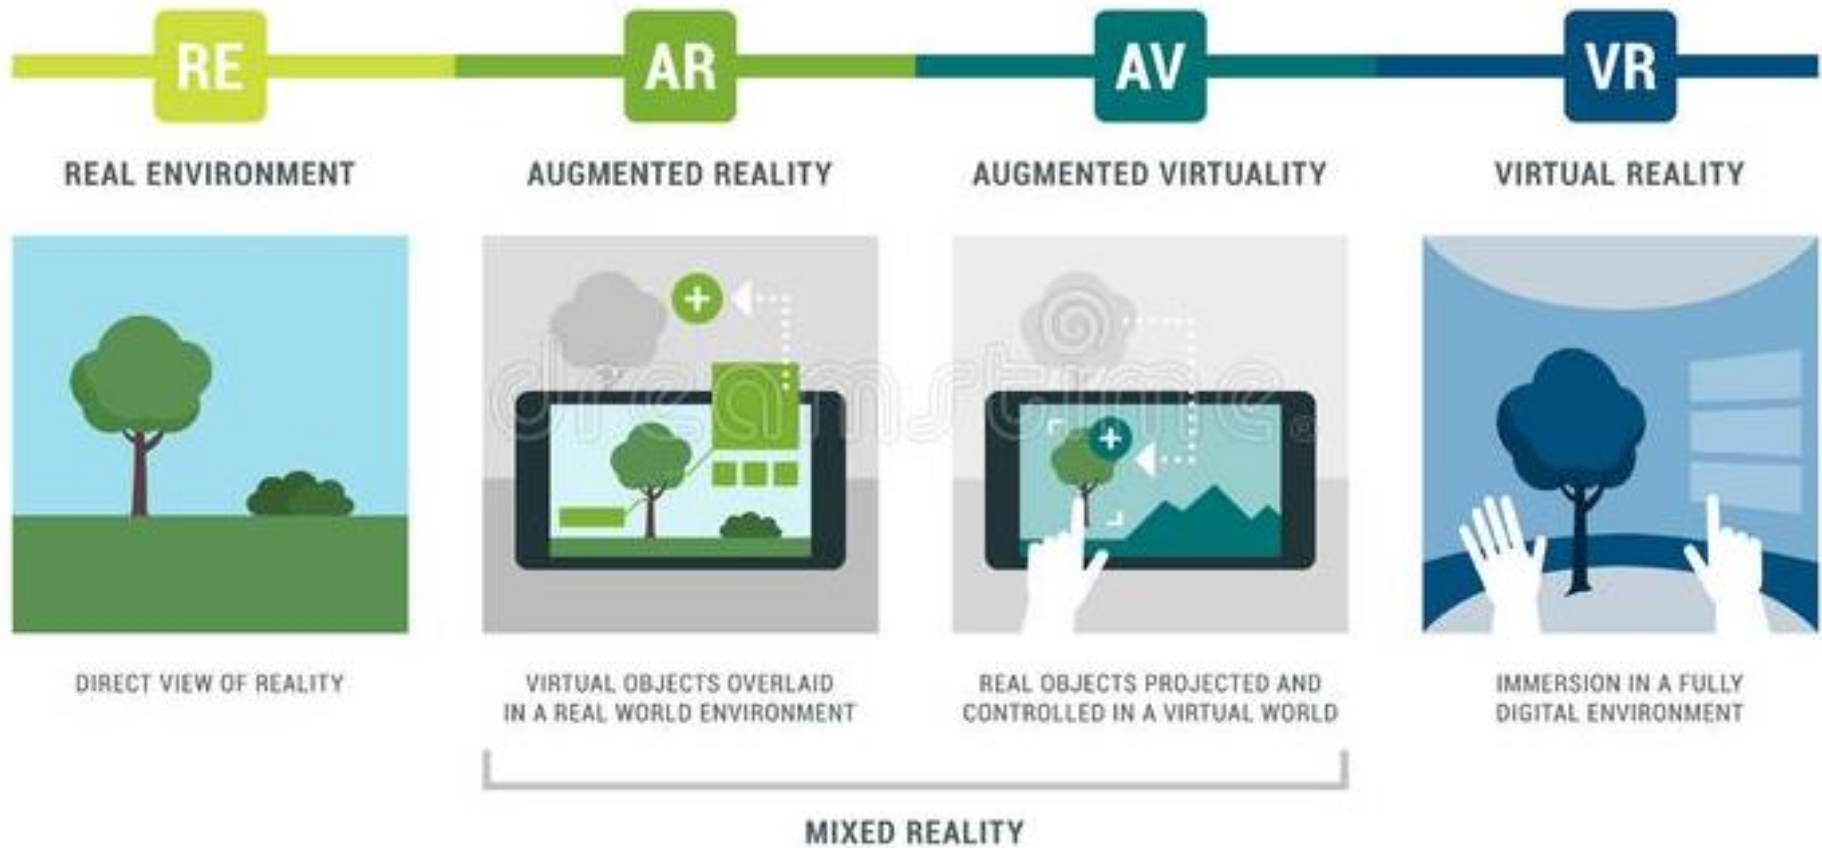 RE
AR
AV
VR
REAL ENVIRONMENT
AUGMENTED REALITY
AUGMENTED VIRTUALITY
VIRTUAL REALITY
dreamstime.
DIRECT VIEW OF REALITY
VIRTUAL OBJECTS OVERLAID
IN A REAL WORLD ENVIRONMENT
REAL OBJECTS PROJECTED AND
CONTROLLED IN A VIRTUAL WORLD
IMMERSION IN A FULLY
DIGITAL ENVIRONMENT
MIXED REALITY